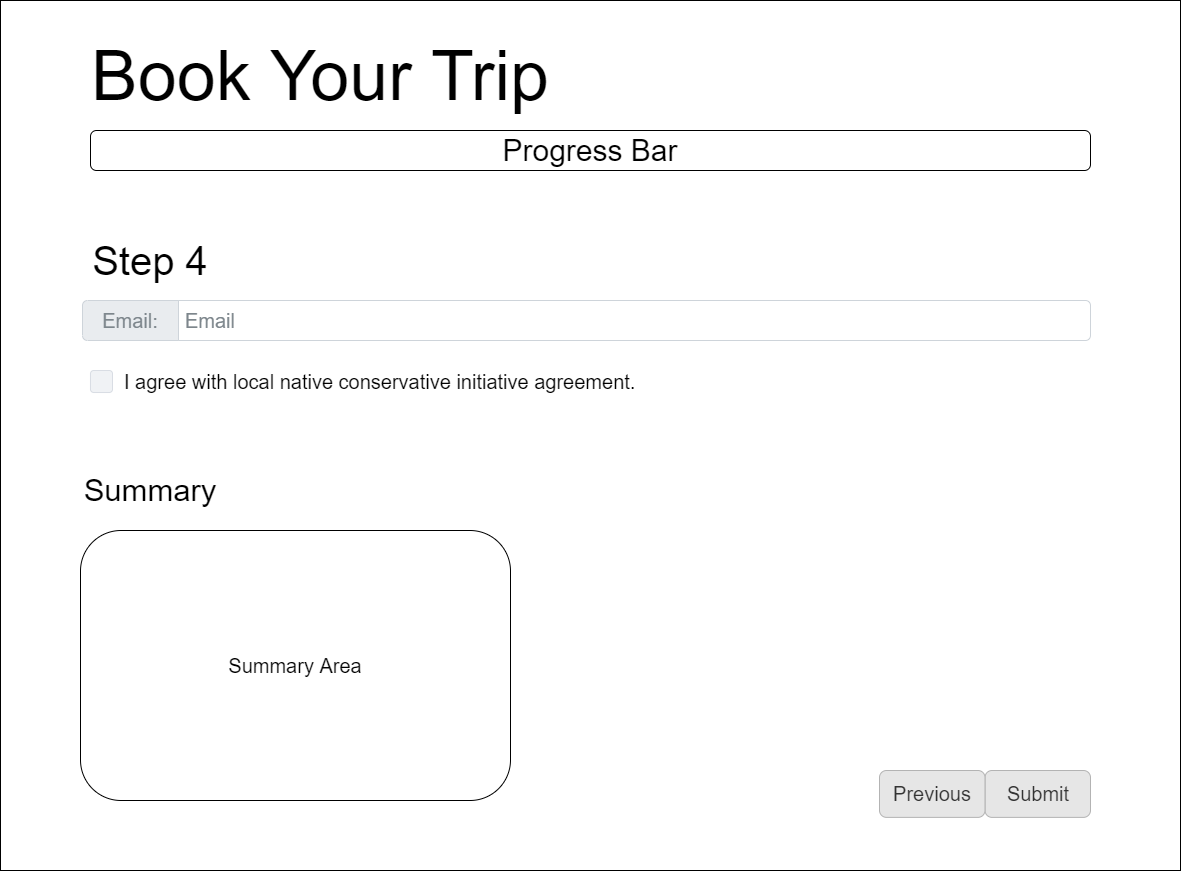 Book Your Trip
Progress Bar
Step 4
Email: Email
I agree with local native conservative initiative agreement.
Summary
Summary Area
Previous Submit